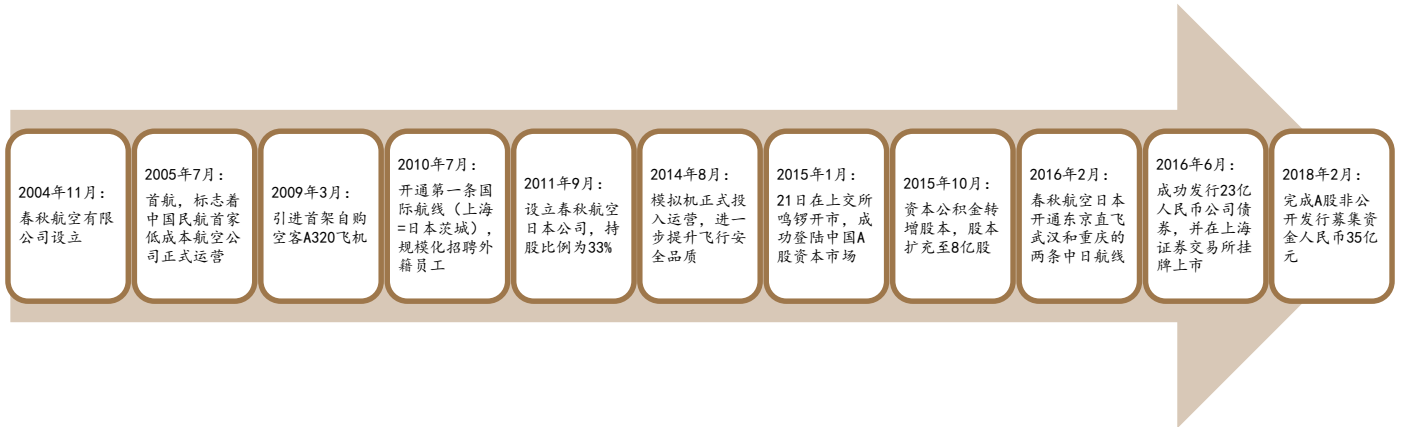 2004年11月:
春秋航空有限
公司设立
2005年7月:
首航，标志着
中国民航首家
低成本航空公
司正式运营
2009年3月:
引进首架自购
空客A320飞机
2010年7月:
开通第一条国
际航线（上海
=日本茨城），
规模化招聘外
籍员工
2011年9月:
设立春秋航空
日本公司，持
股比例为33%
2014年8月:
模拟机正式投
入运营，进一
步提升飞行安
全品质
2015年1月:
21日在上交所
鸣锣开市，成
功登陆中国A
股资本市场
2015年10月:
资本公积金转
增股本，股本
扩充至8亿股
2016年2月:
春秋航空日本
开通东京直飞
武汉和重庆的
两条中日航线
2016年6月:
成功发行23亿
人民币公司债
券，并在上海
证券交易所挂
牌上市
2018年2月:
完成A股非公
开发行募集资
金人民币35亿
元